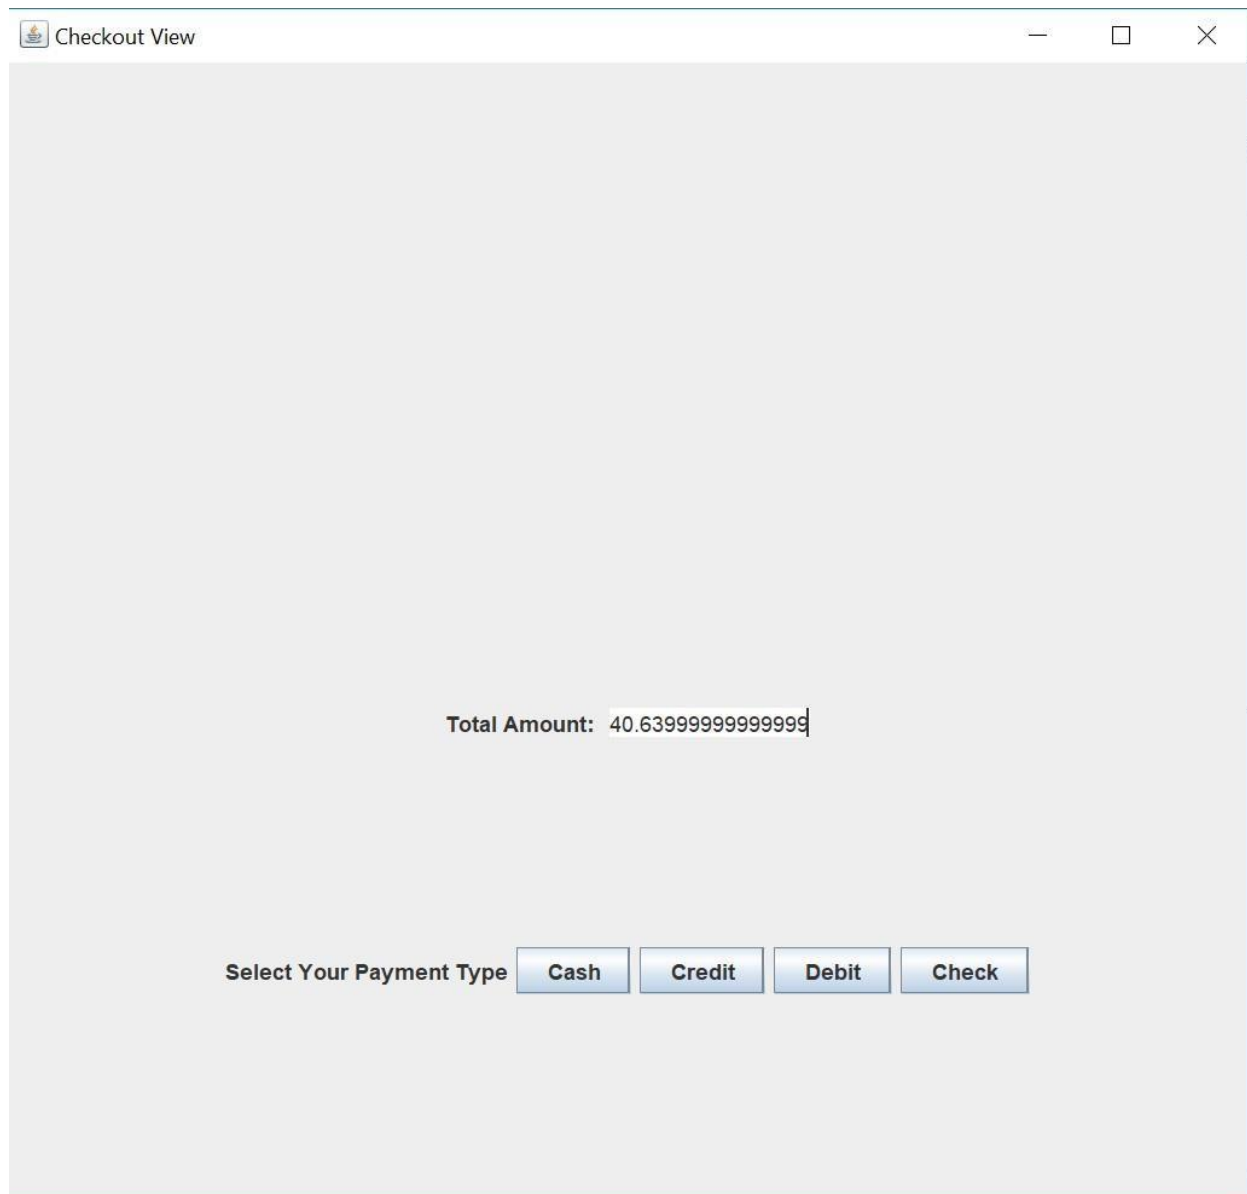 Checkout View
Total Amount: 40.63999999999999
Select Your Payment Type Cash Credit Debit Check